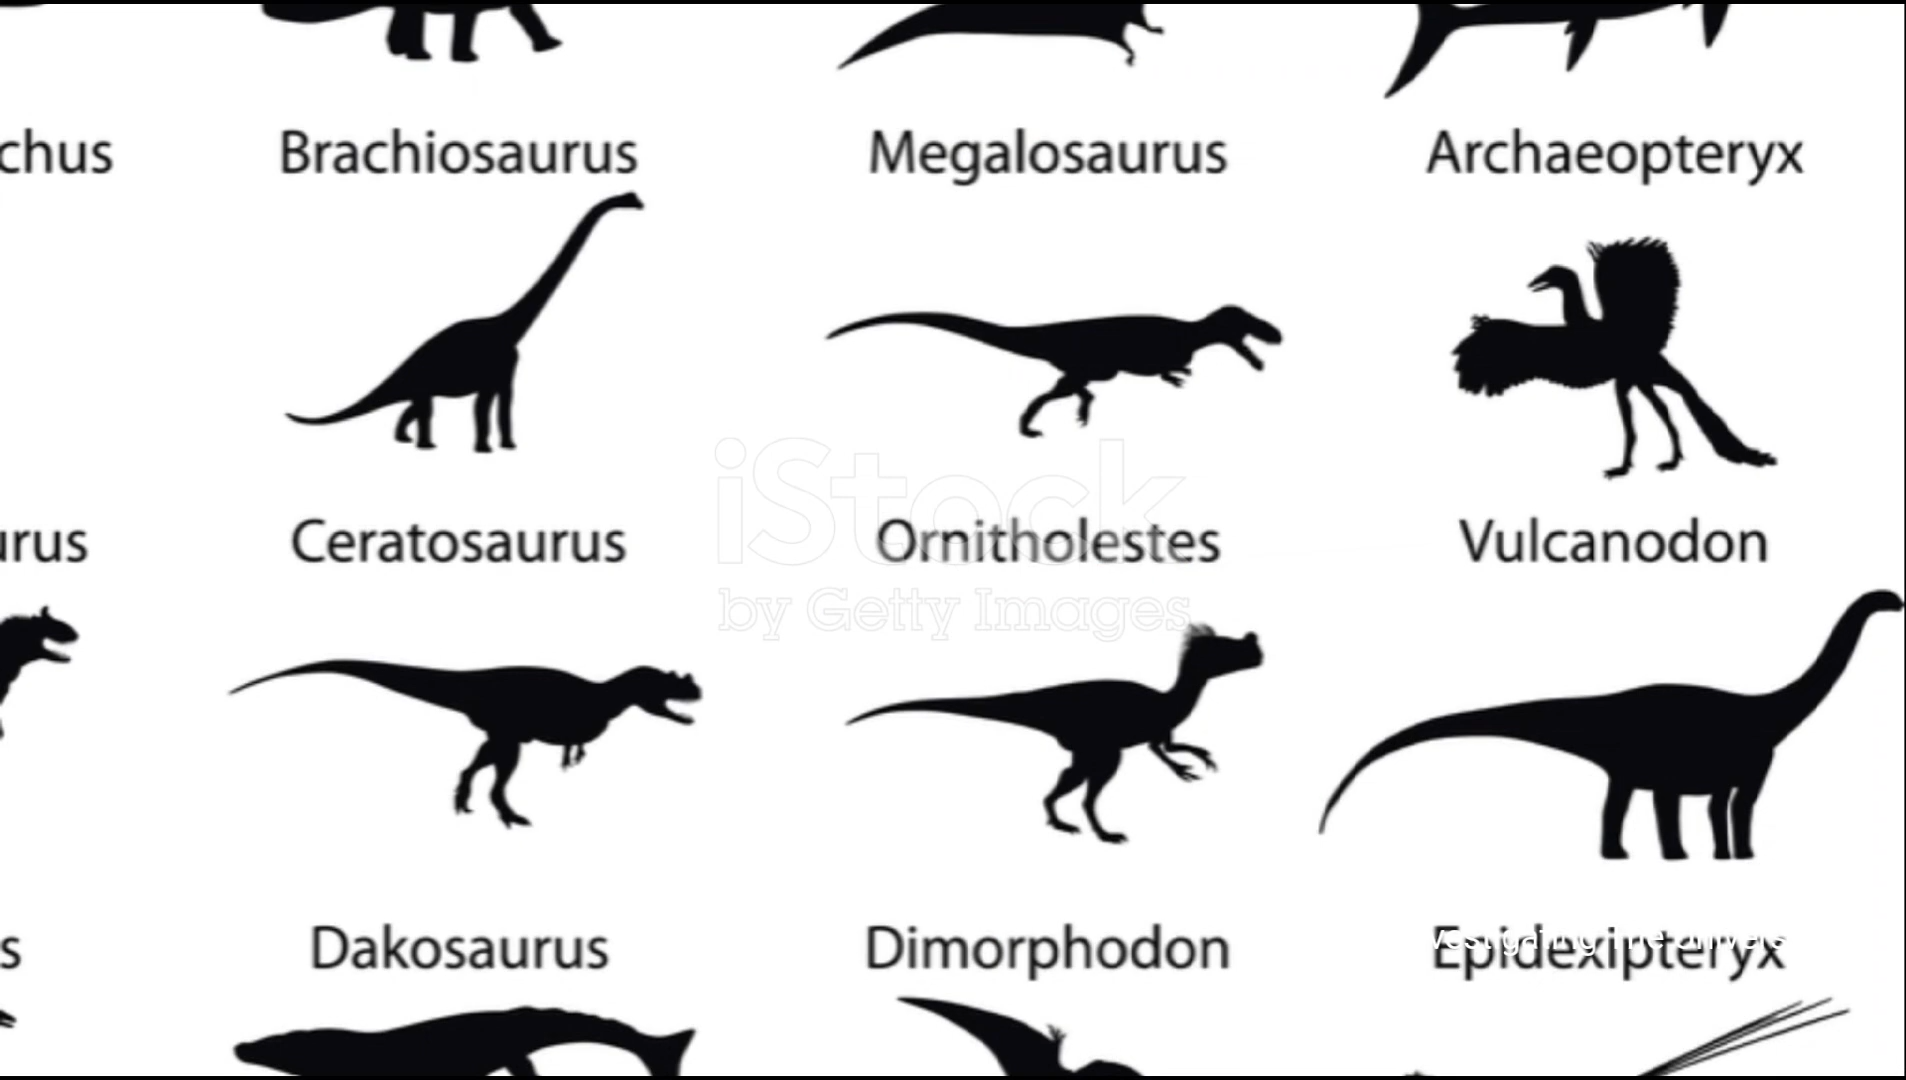 chus Brachiosaurus Megalosaurus Archaeopteryx
urus Ceratosaurus Ornitholestes Vulcanodon
iStock
by Getty Images
s Dakosaurus Dimorphodon Epidexipteryx